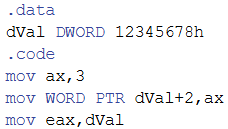 .data
dVal DWORD 12345678h
.code
mov ax,3
mov WORD PTR dVal+2,ax
mov eax,dVal